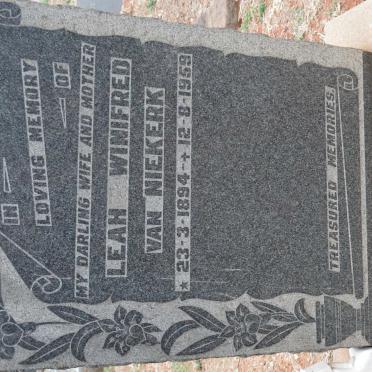 IN
LOVING MEMORY
OF
MY DARLING WIFE AND MOTHER
LEAH WINIFRED
VAN NIEKERK
★ 23-3-1894 + 12-8-1959
TREASURED MEMORIES.